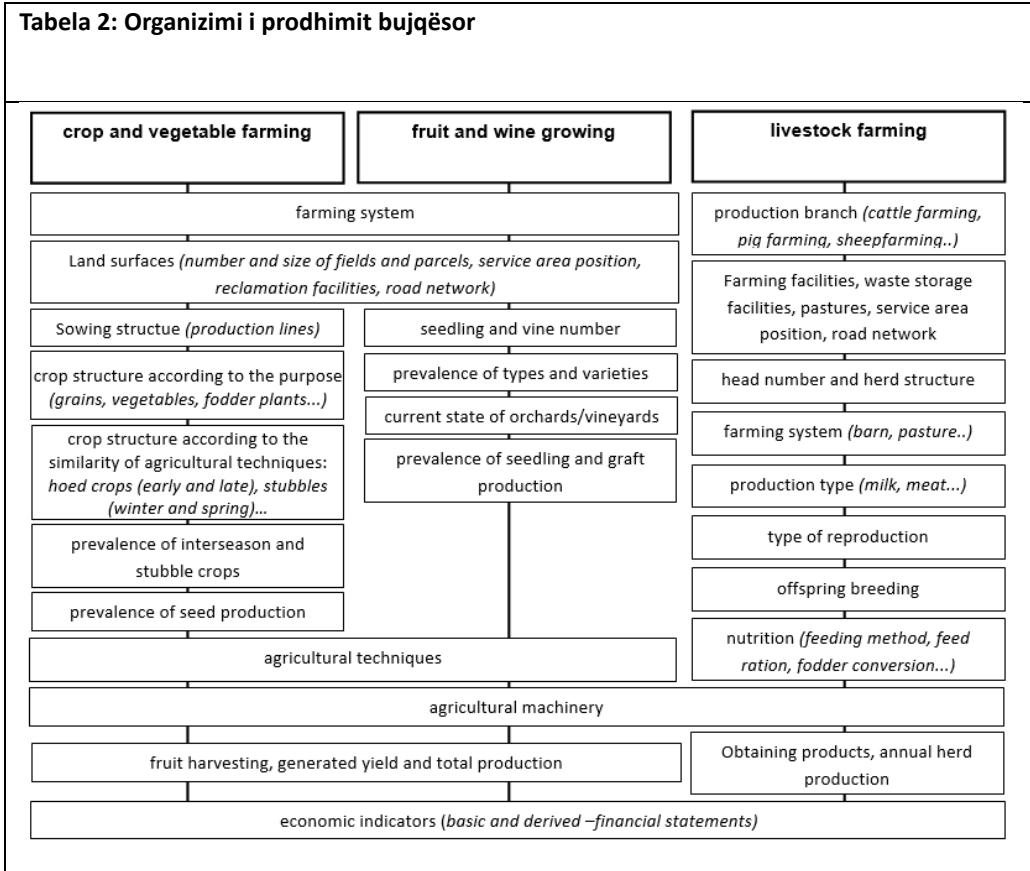 Tabela 2: Organizimi i prodhimit bujqësor
crop and vegetable farming
fruit and wine growing
livestock farming
farming system
production branch (cattle farming,
pig farming, sheepfarming..)
Land surfaces (number and size of fields and parcels, service area position,
reclamation facilities, road network)
Farming facilities, waste storage
facilities, pastures, service area
position, road network
Sowing structue (production lines)
seedling and vine number
crop structure according to the purpose
(grains, vegetables, fodder plants...)
prevalence of types and varieties
head number and herd structure
current state of orchards/vineyards
farming system (barn, pasture..)
crop structure according to the
similarity of agricultural techniques:
hoed crops (early and late), stubbles
(winter and spring)…
prevalence of seedling and graft
production
production type (milk, meat...)
prevalence of interseason and
stubble crops
type of reproduction
offspring breeding
prevalence of seed production
nutrition (feeding method, feed
ration, fodder conversion...)
agricultural techniques
agricultural machinery
fruit harvesting, generated yield and total production
Obtaining products, annual herd
production
economic indicators (basic and derived –financial statements)